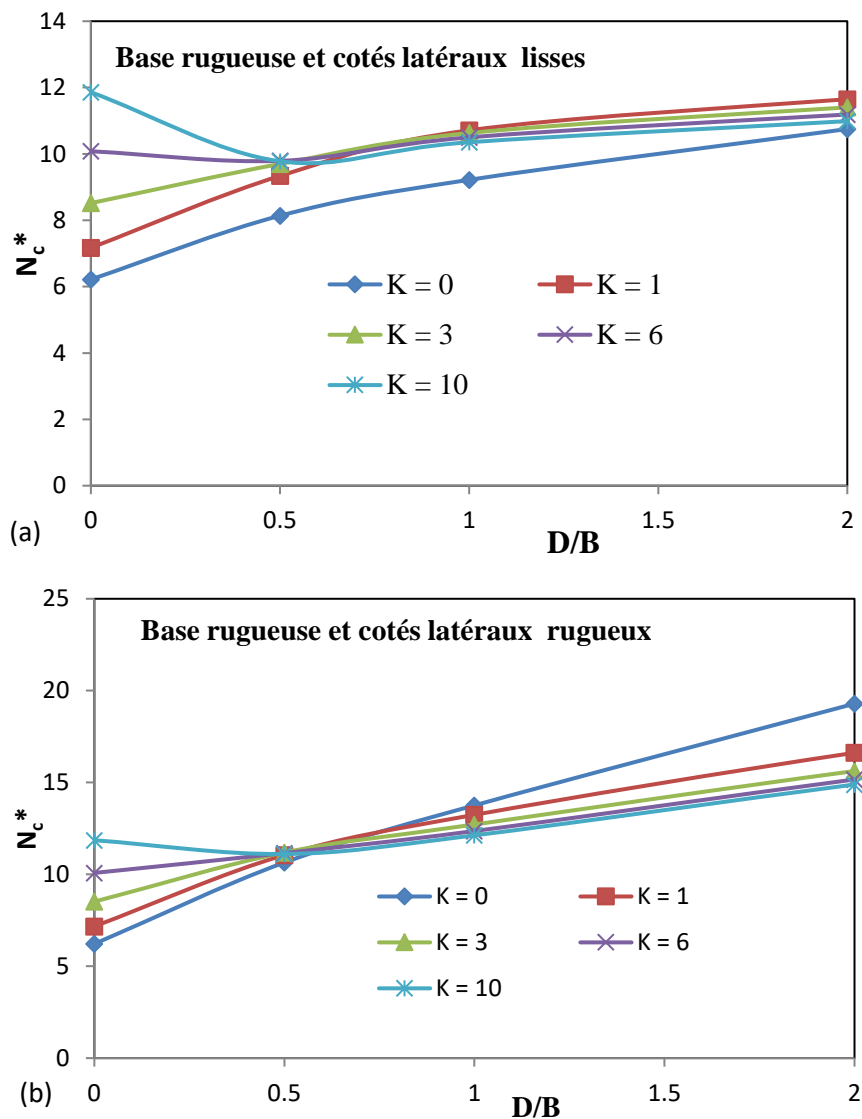 14
Base rugueuse et cotés latéraux lisses
12
10
8
Nc*
6
K = 0
K = 1
K = 3
K = 6
4
K = 10
2
0
0
0.5
1
1.5
2
(a)
D/B
25
Base rugueuse et cotés latéraux rugueux
20
15
Nc*
10
K = 0
K = 1
K = 3
K = 6
5
K = 10
0
0
0.5
1
1.5
2
(b)
D/B